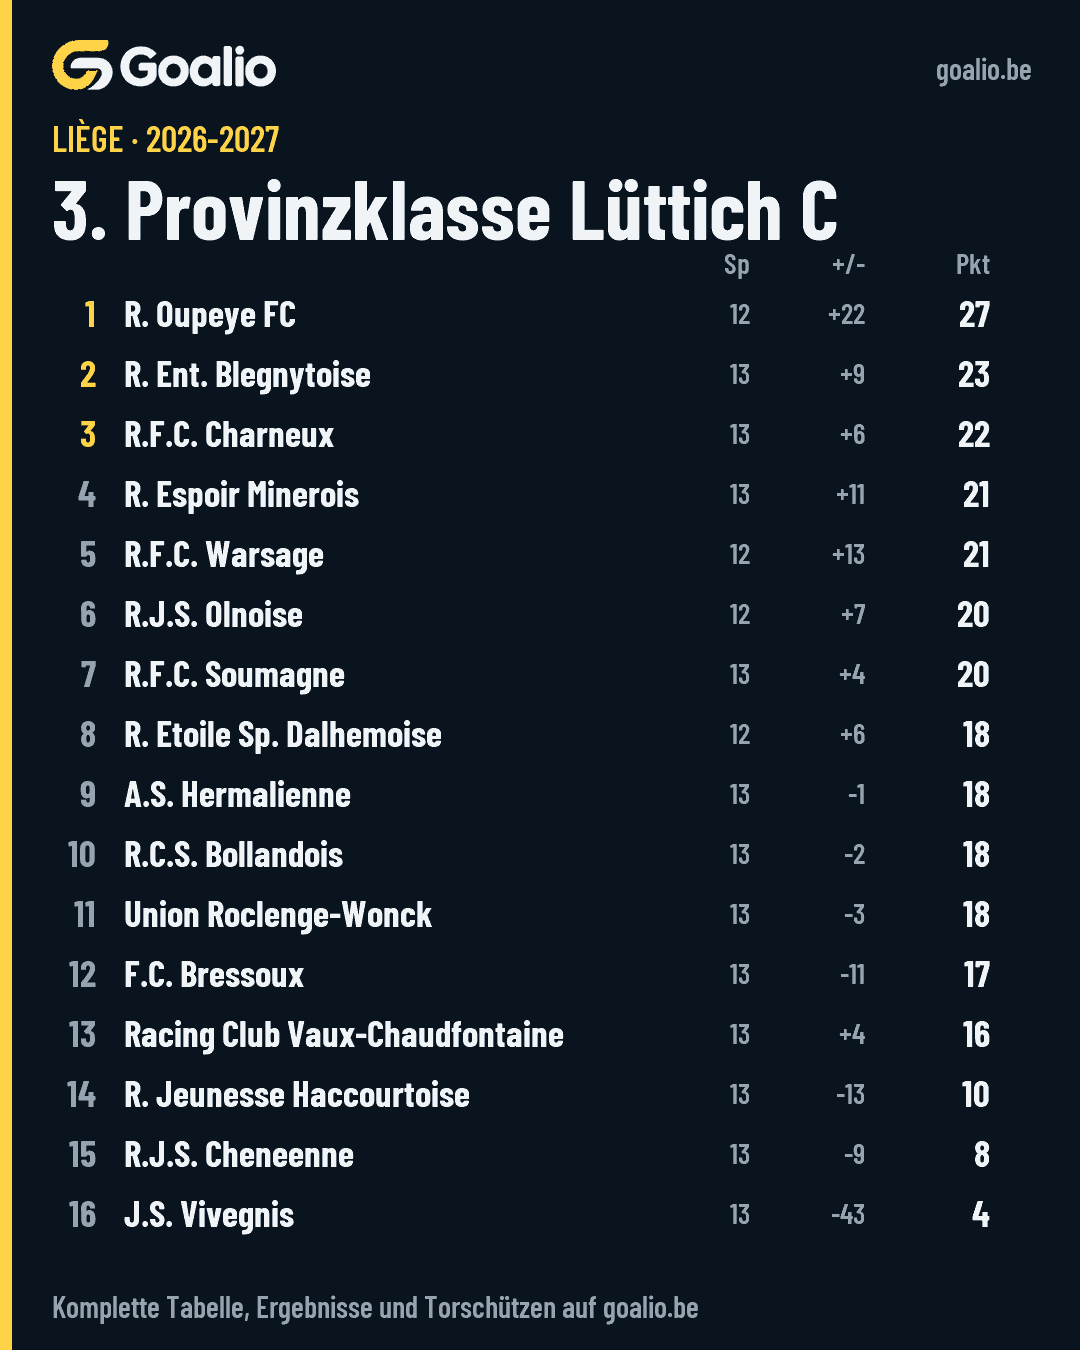 Goalio
goalio.be
LIÈGE · 2026-2027
3. Provinzklasse Lüttich C
Sp +/- Pkt
1 R. Oupeye FC 12 +22 27
2 R. Ent. Blegnytoise 13 +9 23
3 R.F.C. Charneux 13 +6 22
4 R. Espoir Minerois 13 +11 21
5 R.F.C. Warsage 12 +13 21
6 R.J.S. Olnoise 12 +7 20
7 R.F.C. Soumagne 13 +4 20
8 R. Etoile Sp. Dalhemoise 12 +6 18
9 A.S. Hermalienne 13 -1 18
10 R.C.S. Bollandois 13 -2 18
11 Union Roclenge-Wonck 13 -3 18
12 F.C. Bressoux 13 -11 17
13 Racing Club Vaux-Chaudfontaine 13 +4 16
14 R. Jeunesse Haccourtoise 13 -13 10
15 R.J.S. Cheneenne 13 -9 8
16 J.S. Vivegnis 13 -43 4
Komplette Tabelle, Ergebnisse und Torschützen auf goalio.be